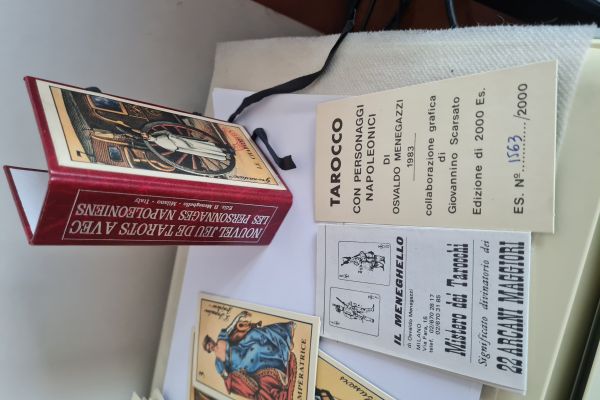 TAROCCO
CON PERSONAGGI
NAPOLEONICI
DI
OSVALDO MENEGAZZI
1983
collaborazione grafica
di
Giovannino Scarsato
Edizione di 2000 Es.
ES. N° 1563 /2000
NOUVEL JEU DE TAROTS AVEC
LES PERSONNAGES NAPOLEONIENS
Ediz. Il Meneghello - Milano - Italy
IL MENEGHELLO
di Osvaldo Menegazzi
MILANO
Via Fara, 15
Mistero dei Tarocchi
Significato divinatorio dei
22 ARCANI MAGGIORI
IMPERATRICE